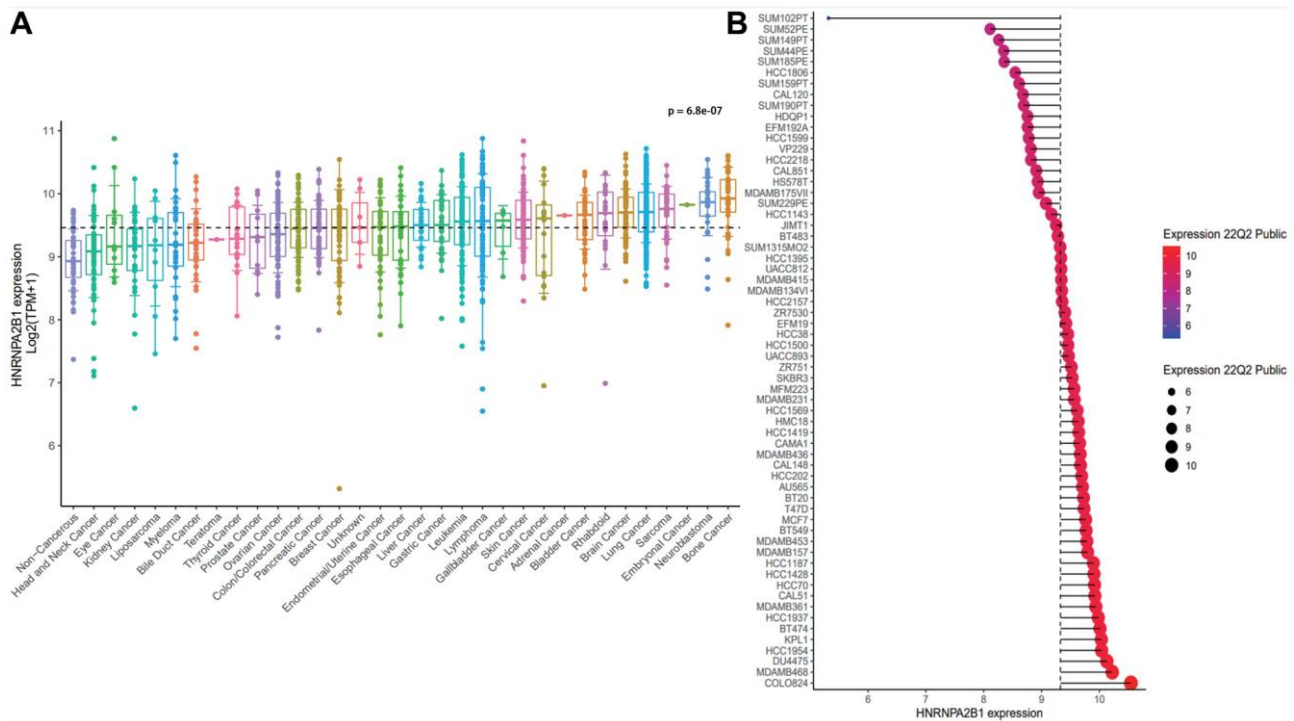 A
p = 6.8e-07
HNRNPA2B1 expression
Log2(TPM+1)
11
10
9
8
7
6
Non-Cancerous
Head and Neck Cancer
Eye Cancer
Kidney Cancer
Liposarcoma
Myeloma
Bile Duct Cancer
Teratoma
Thyroid Cancer
Prostate Cancer
Ovarian Cancer
Colon/Colorectal Cancer
Pancreatic Cancer
Breast Cancer
Unknown
Endometrial/Uterine Cancer
Esophageal Cancer
Liver Cancer
Gastric Cancer
Leukemia
Lymphoma
Gallbladder Cancer
Skin Cancer
Cervical Cancer
Adrenal Cancer
Bladder Cancer
Rhabdoid
Brain Cancer
Lung Cancer
Sarcoma
Embryonal Cancer
Neuroblastoma
Bone Cancer
B
SUM102PT
SUM52PE
SUM149PT
SUM44PE
SUM185PE
HCC1806
SUM159PT
CAL120
SUM190PT
HDQP1
EFM192A
HCC1599
VP229
HCC2218
CAL851
HS578T
MDAMB175VII
SUM229PE
HCC1143
JIMT1
BT483
SUM1315MO2
HCC1395
UACC812
MDAMB415
MDAMB134VI
HCC2157
ZR7530
EFM19
HCC38
HCC1500
UACC893
ZR751
SKBR3
MFM223
MDAMB231
HCC1569
HMC18
HCC1419
CAMA1
MDAMB436
CAL148
HCC202
AU565
BT20
T47D
MCF7
BT549
MDAMB453
MDAMB157
HCC1187
HCC1428
HCC70
CAL51
MDAMB361
HCC1937
BT474
KPL1
HCC1954
DU4475
MDAMB468
COLO824
6
7
8
9
10
HNRNPA2B1 expression
Expression 22Q2 Public
10
9
8
7
6
Expression 22Q2 Public
6
7
8
9
10